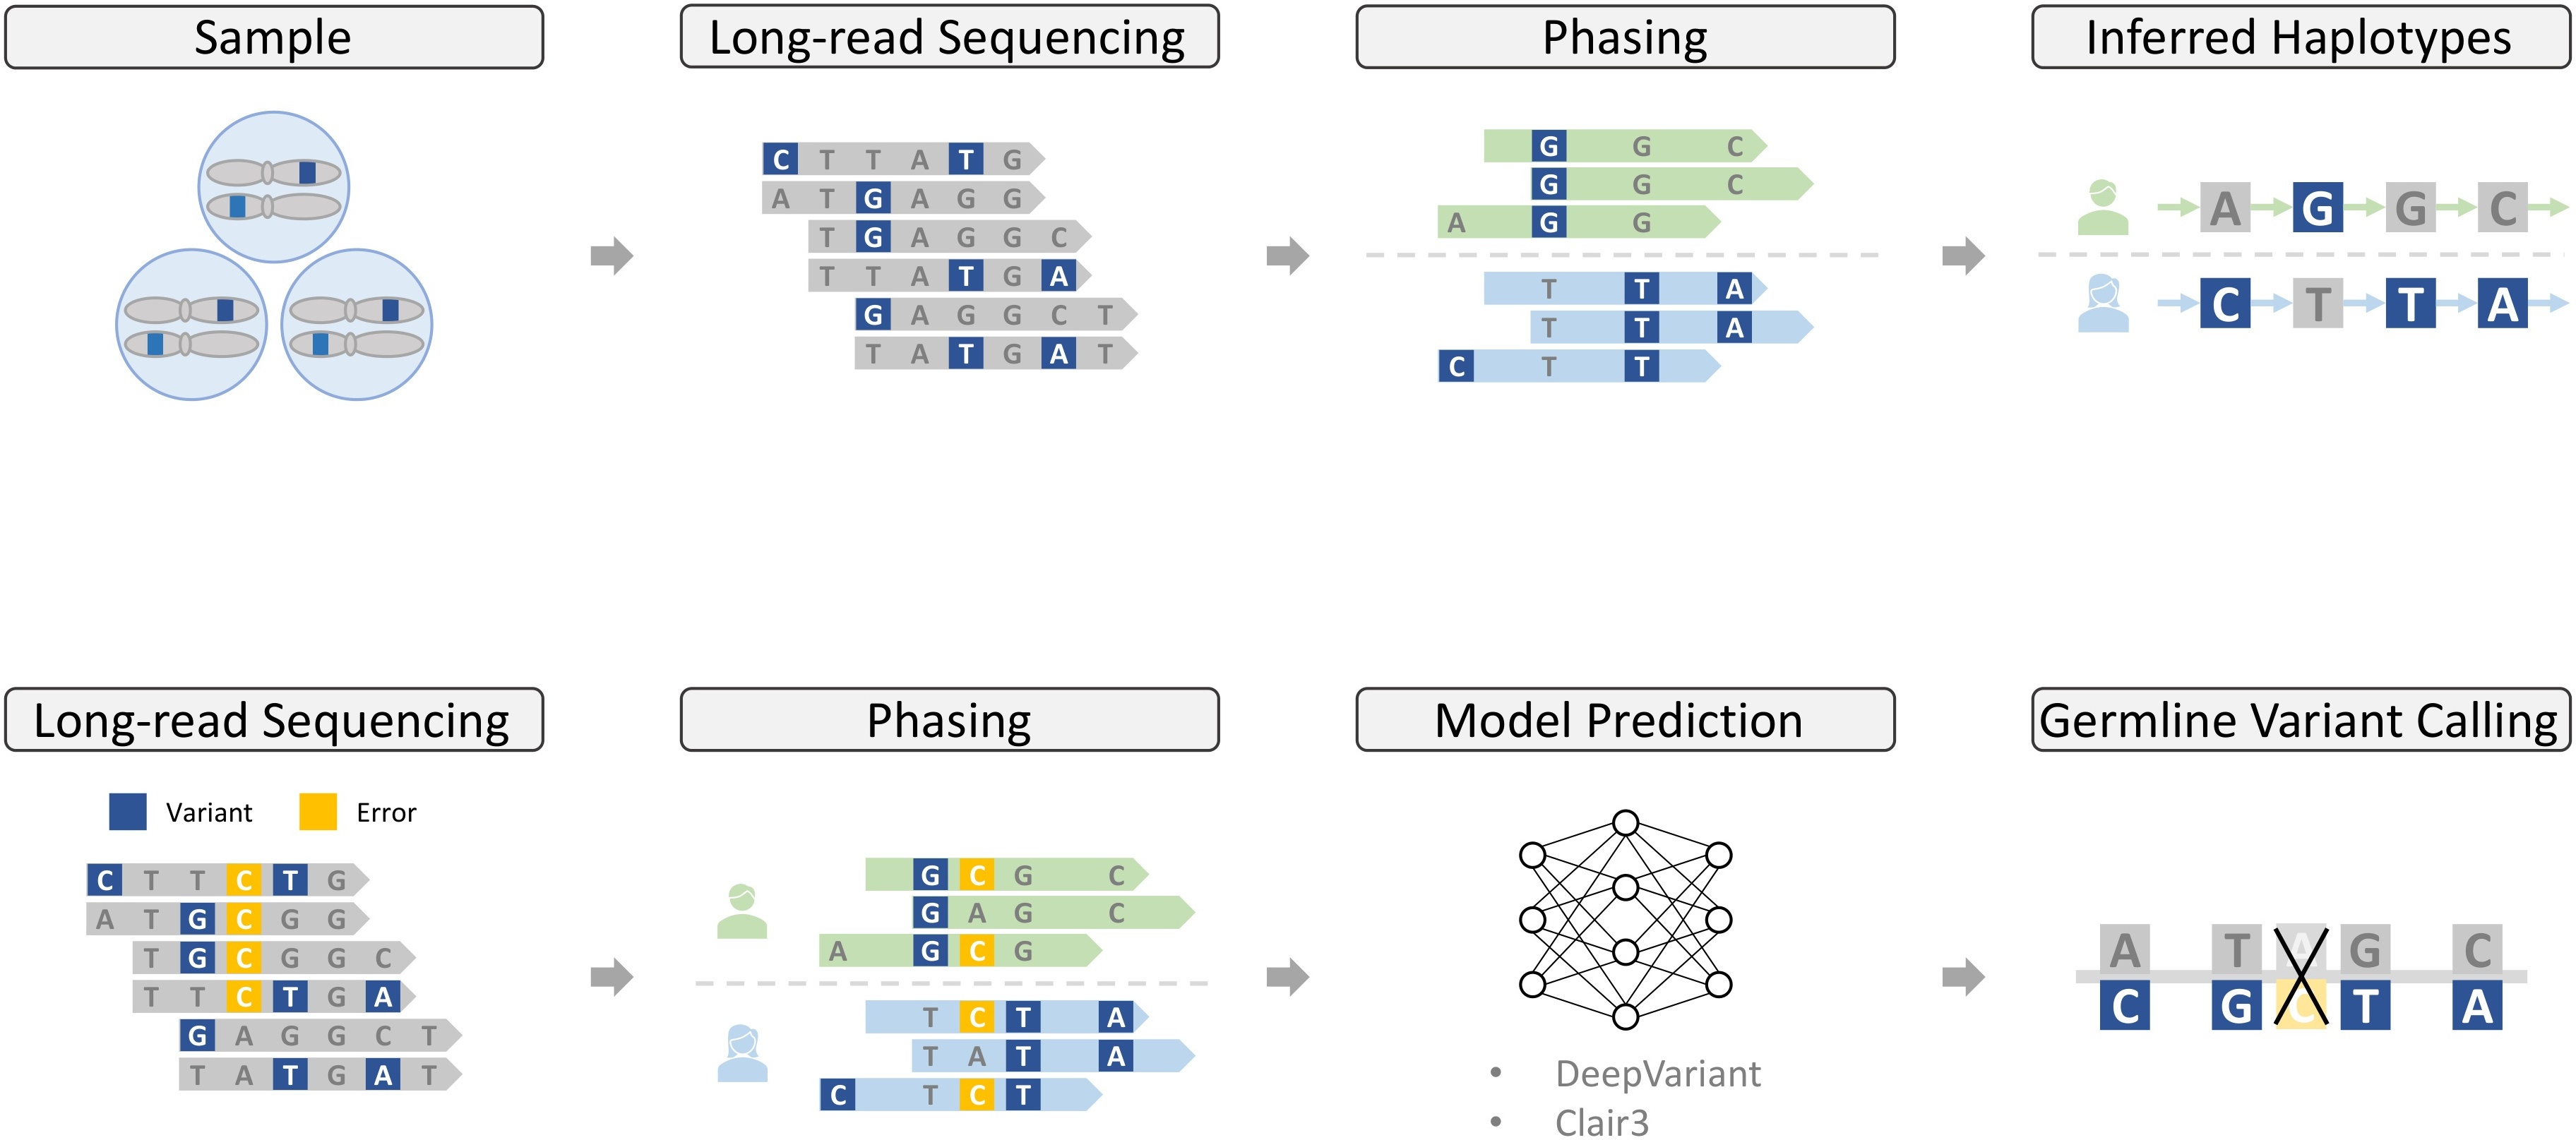 Sample
Long-read Sequencing
Phasing
Inferred Haplotypes
C T T A T G
A T G A G G
T G A G G C
T T A T G A
G A G G C T
T A T G A T
G G C
G G C
A G G
T T A
T T A
C T T
A G G C
C T T A
Long-read Sequencing
Phasing
Model Prediction
Germline Variant Calling
Variant
Error
C T T C T G
A T G C G G
T G C G G C
T T C T G A
G A G G C T
T A T G A T
G C G C
G A G C
A G C G
T C T A
T A T A
C T C T
• DeepVariant
• Clair3
A T A G C
C G C T A